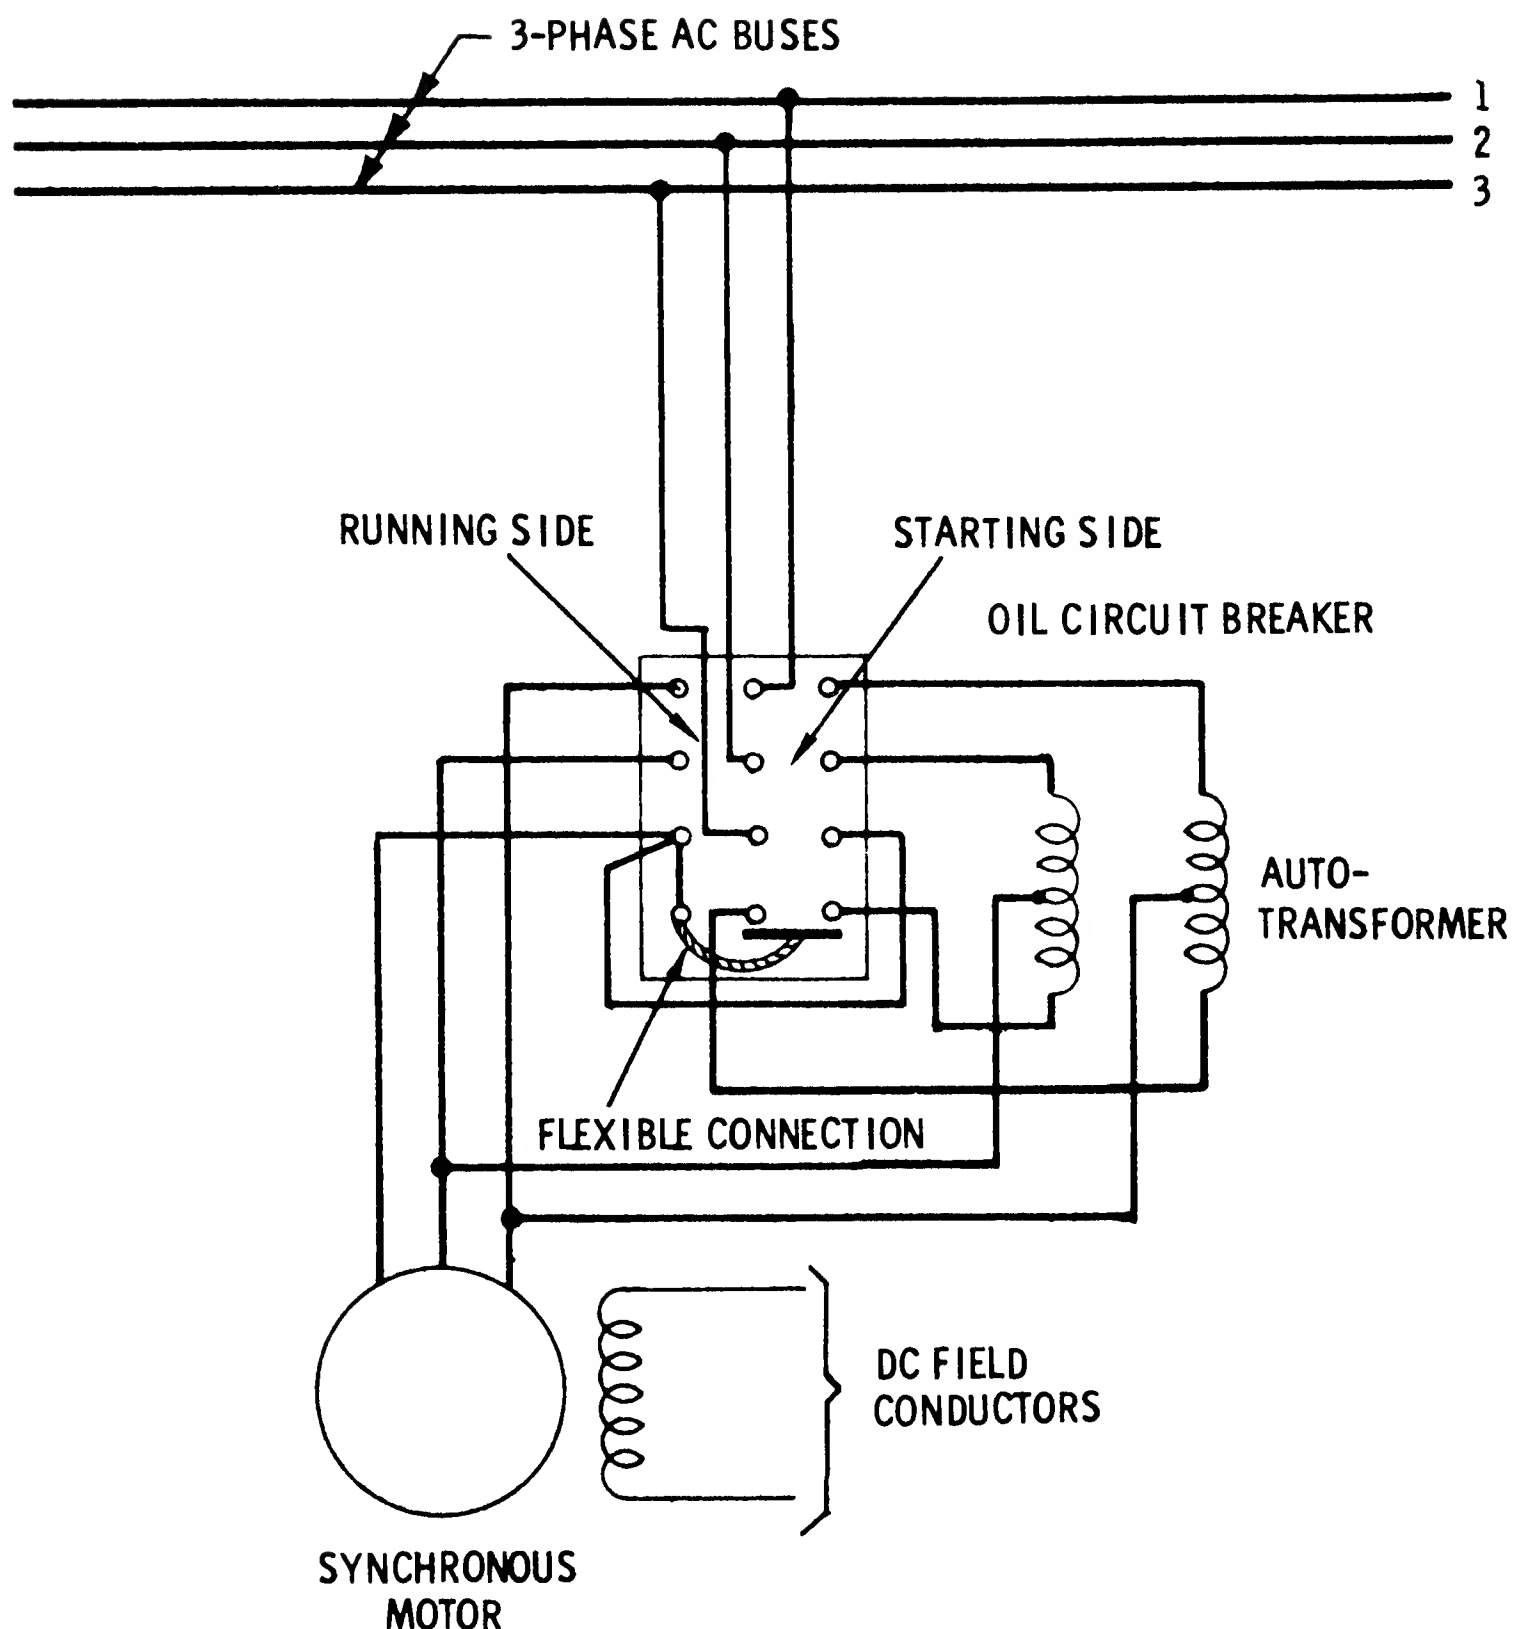 3-PHASE AC BUSES
1
2
3
RUNNING SIDE
STARTING SIDE
OIL CIRCUIT BREAKER
AUTO-
TRANSFORMER
FLEXIBLE CONNECTION
DC FIELD
CONDUCTORS
SYNCHRONOUS
MOTOR